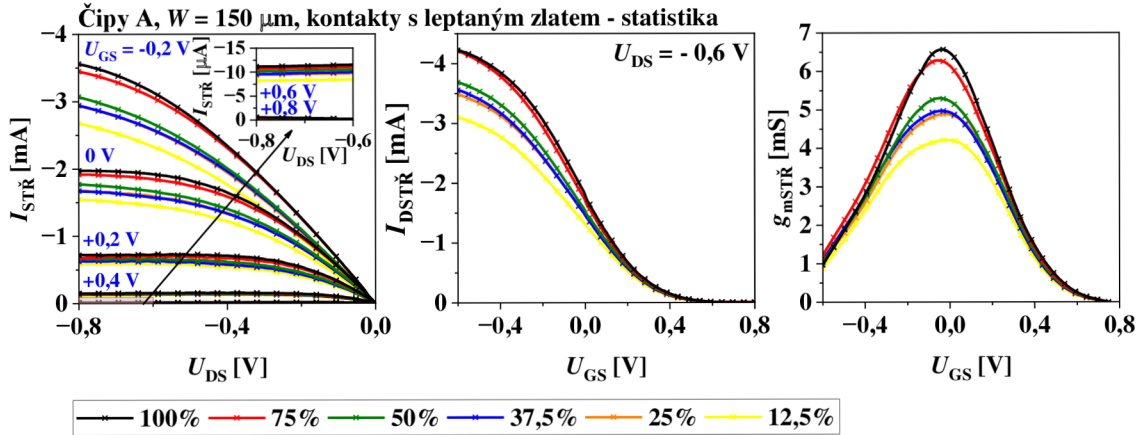 Čipy A, W = 150 μm, kontakty s leptaným zlatem - statistika
−4
−3
−2
−1
0
I_STŘ [mA]
U_GS = -0,2 V
0 V
+0,2 V
+0,4 V
−0,8
−0,4
0,0
U_DS [V]
−15
−10
−5
0
I_STŘ [μA]
+0,6 V
+0,8 V
−0,8
−0,6
U_DS [V]
−4
−3
−2
−1
0
I_DSTŘ [mA]
U_DS = - 0,6 V
−0,4
0,0
0,4
0,8
U_GS [V]
7
6
5
4
3
2
1
0
g_mSTŘ [mS]
−0,4
0,0
0,4
0,8
U_GS [V]
100% 75% 50% 37,5% 25% 12,5%